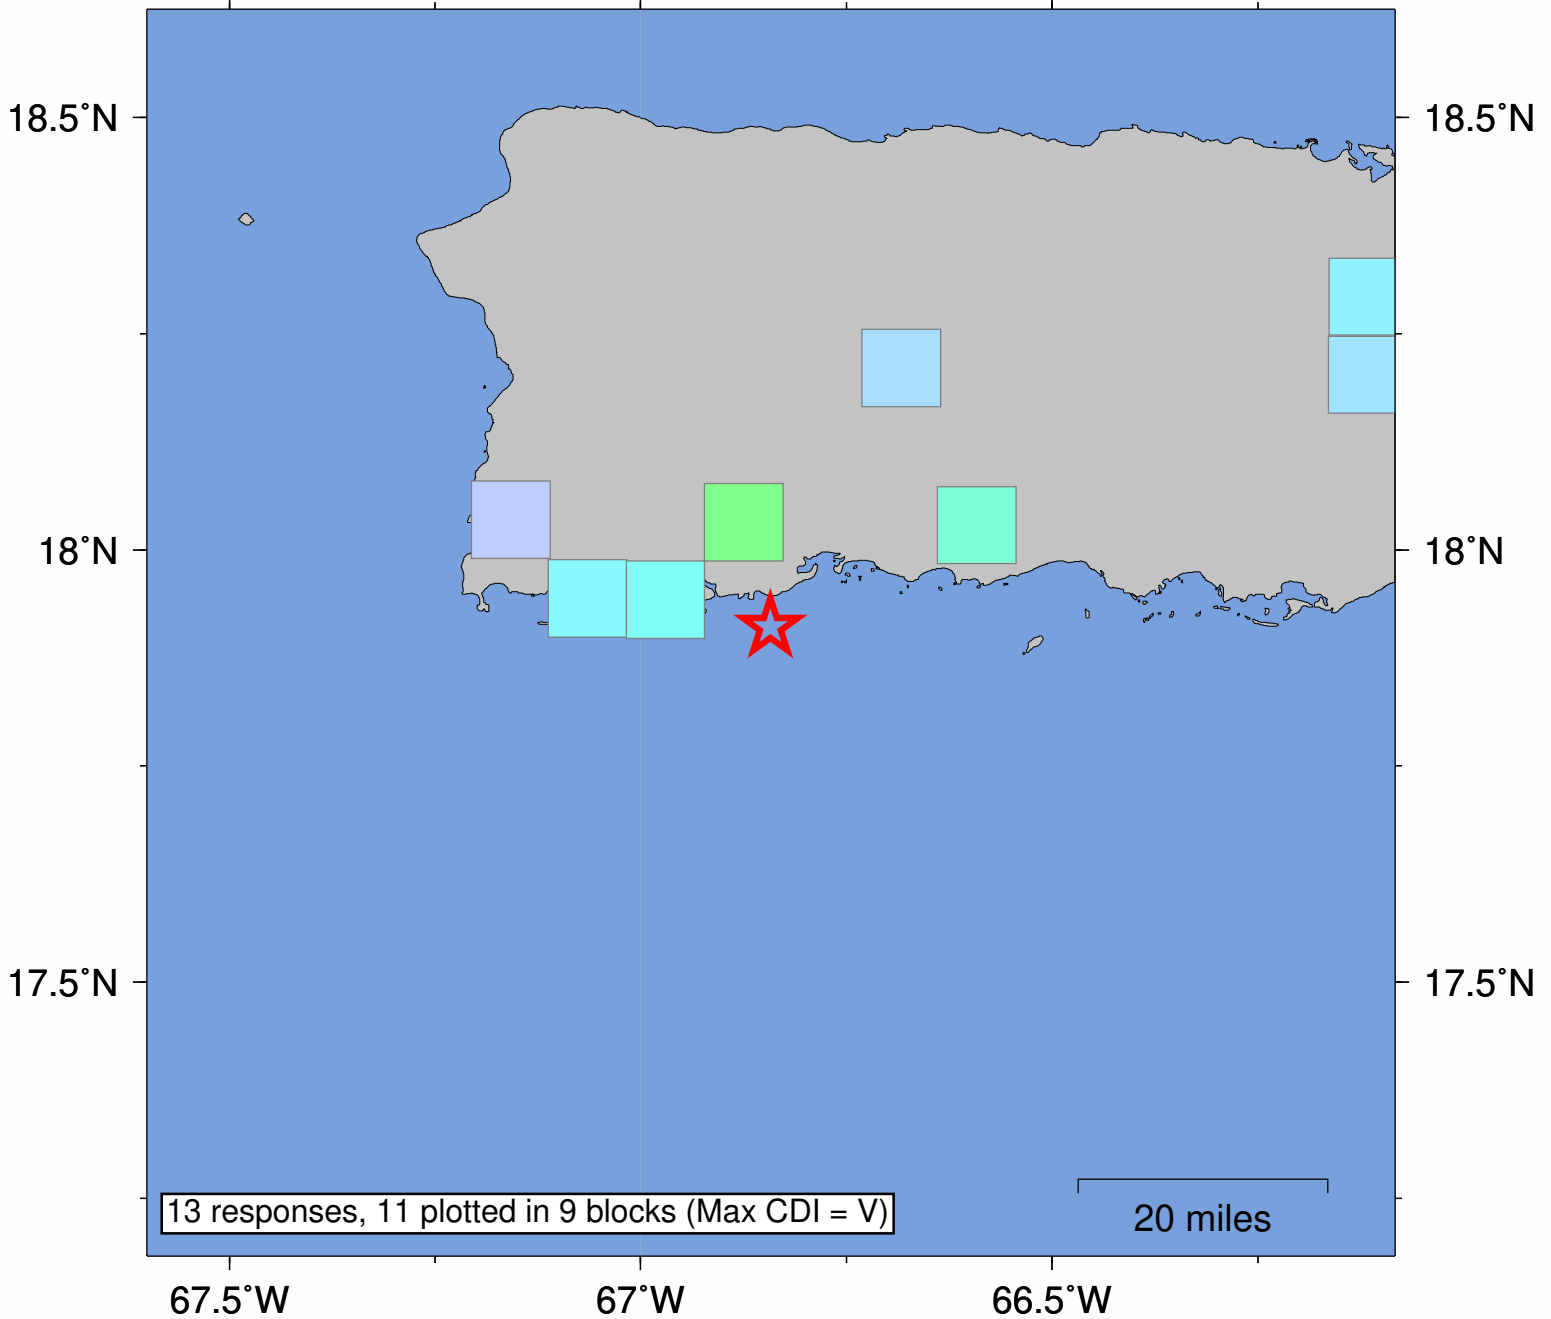 18.5˚N
18.5˚N
18˚N
18˚N
17.5˚N
17.5˚N
13 responses, 11 plotted in 9 blocks (Max CDI = V)
20 miles
67.5˚W
67˚W
66.5˚W